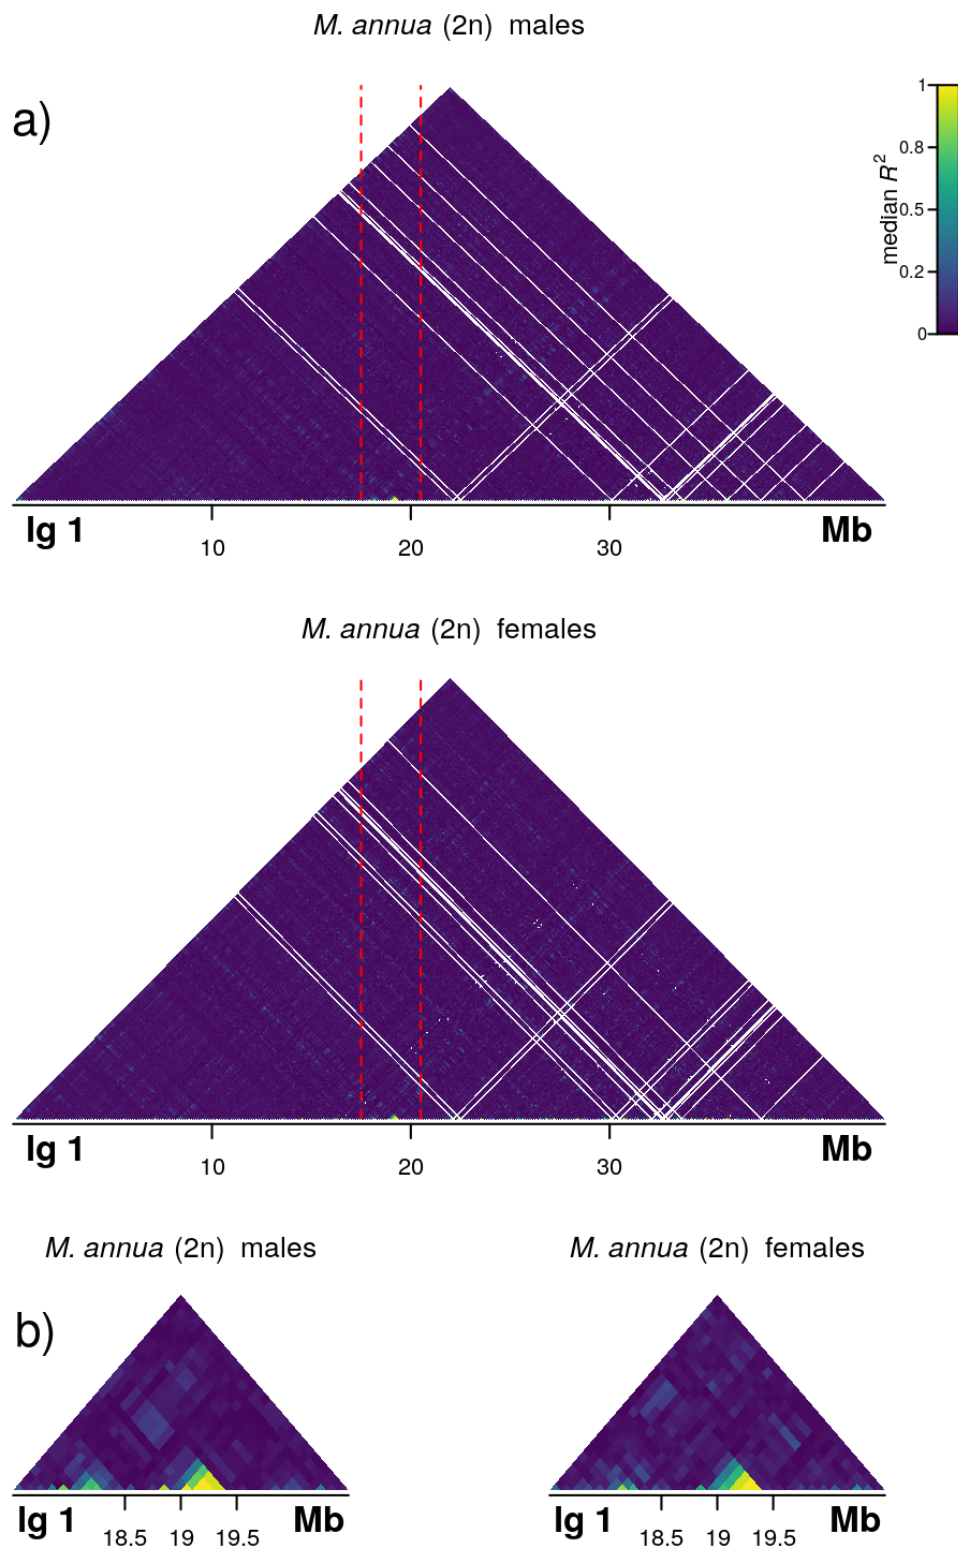 M. annua (2n) males
a)
1
0.8
0.5
0.2
0
median R²
lg 1
Mb
10
20
30
M. annua (2n) females
lg 1
Mb
10
20
30
M. annua (2n) males
M. annua (2n) females
b)
lg 1
Mb
18.5
19
19.5
lg 1
Mb
18.5
19
19.5